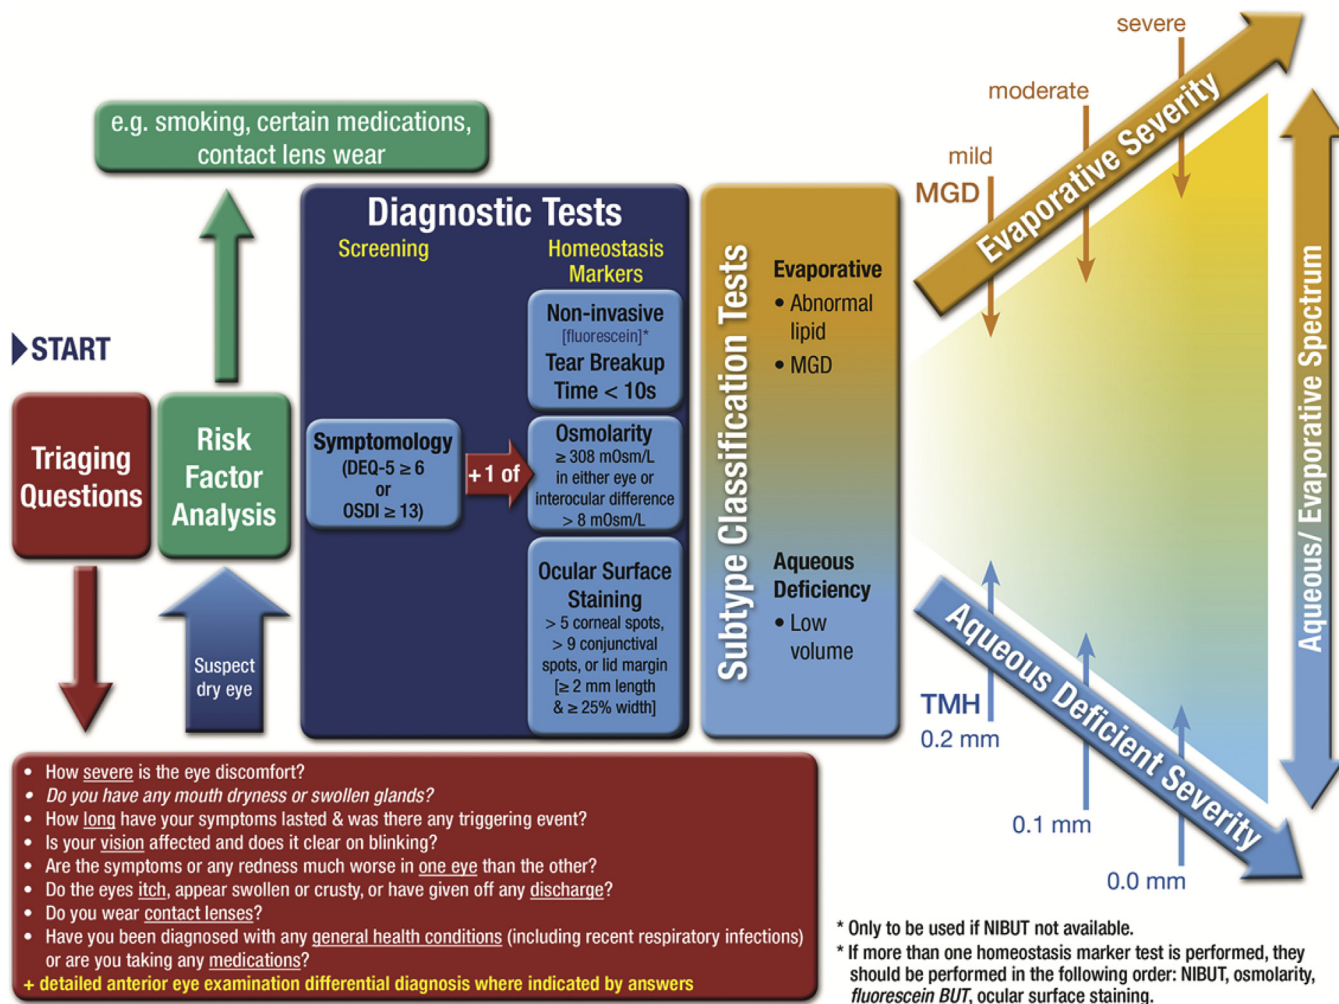 e.g. smoking, certain medications,
contact lens wear
START
Triaging
Questions
Risk
Factor
Analysis
Suspect
dry eye
Diagnostic Tests
Screening
Symptomology
(DEQ-5 ≥ 6
or
OSDI ≥ 13)
+1 of
Homeostasis
Markers
Non-invasive
[fluorescein]*
Tear Breakup
Time < 10s
Osmolarity
≥ 308 mOsm/L
in either eye or
interocular difference
> 8 mOsm/L
Ocular Surface
Staining
> 5 corneal spots,
> 9 conjunctival
spots, or lid margin
[≥ 2 mm length
& ≥ 25% width]
Subtype Classification Tests
Evaporative
• Abnormal
lipid
• MGD
Aqueous
Deficiency
• Low
volume
severe
moderate
mild
MGD
Evaporative Severity
Aqueous/ Evaporative Spectrum
Aqueous Deficient Severity
TMH
0.2 mm
0.1 mm
0.0 mm
• How severe is the eye discomfort?
• Do you have any mouth dryness or swollen glands?
• How long have your symptoms lasted & was there any triggering event?
• Is your vision affected and does it clear on blinking?
• Are the symptoms or any redness much worse in one eye than the other?
• Do the eyes itch, appear swollen or crusty, or have given off any discharge?
• Do you wear contact lenses?
• Have you been diagnosed with any general health conditions (including recent respiratory infections)
or are you taking any medications?
+ detailed anterior eye examination differential diagnosis where indicated by answers
* Only to be used if NIBUT not available.
* If more than one homeostasis marker test is performed, they
should be performed in the following order: NIBUT, osmolarity,
fluorescein BUT, ocular surface staining.